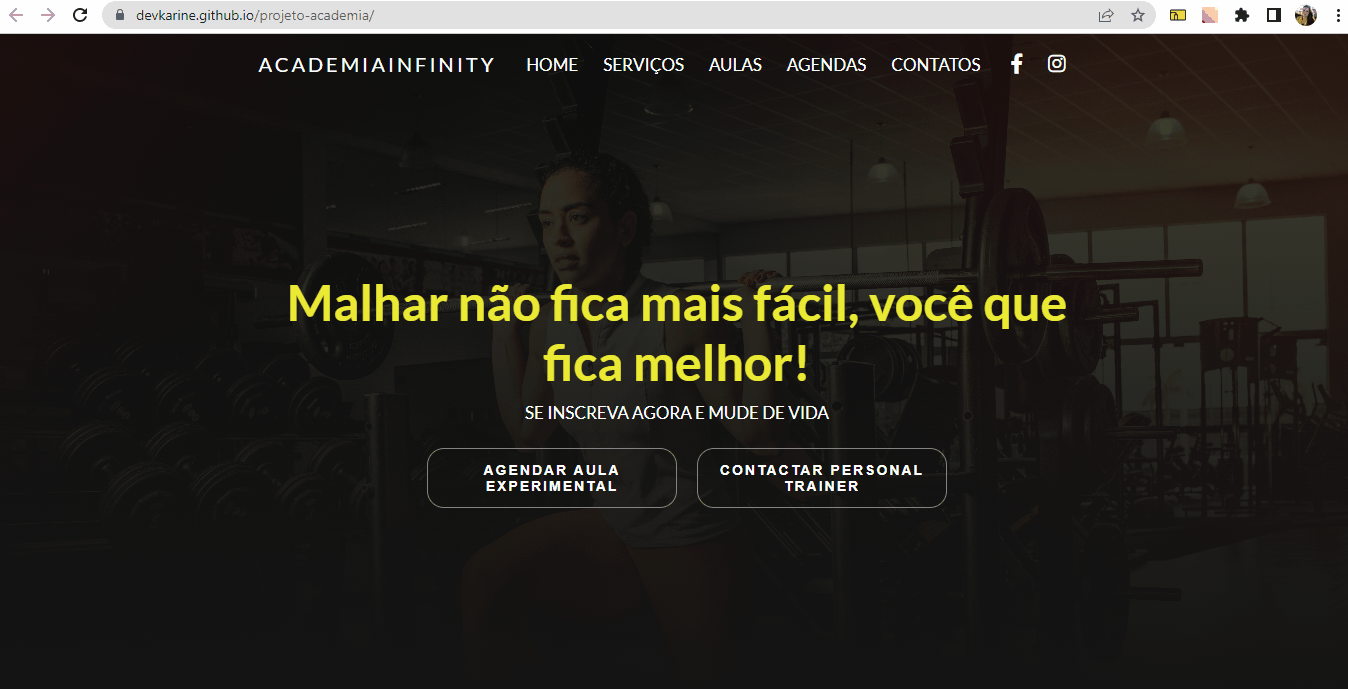 devkarine.github.io/projeto-academia/
ACADEMIAINFINITY HOME SERVIÇOS AULAS AGENDAS CONTATOS
Malhar não fica mais fácil, você que
fica melhor!
SE INSCREVA AGORA E MUDE DE VIDA
AGENDAR AULA
EXPERIMENTAL
CONTACTAR PERSONAL
TRAINER